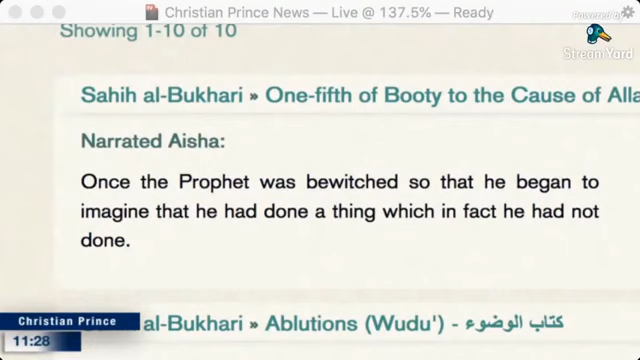 Christian Prince News — Live @ 137.5% — Ready
Powered by
StreamYard
Showing 1-10 of 10
Sahih al-Bukhari » One-fifth of Booty to the Cause of Alla
Narrated Aisha:
Once the Prophet was bewitched so that he began to
imagine that he had done a thing which in fact he had not
done.
al-Bukhari » Ablutions (Wudu') - كتاب الوضوء
Christian Prince
11:28